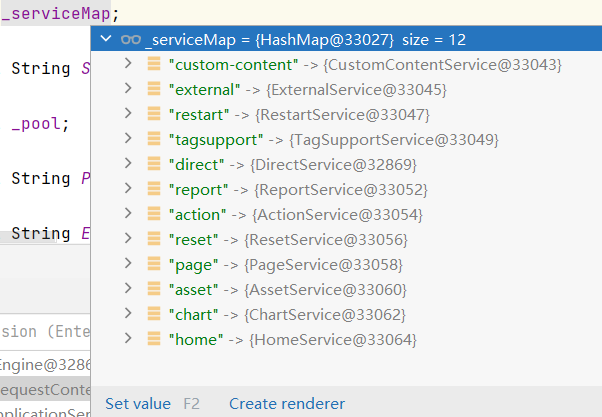 _serviceMap;
_serviceMap = {HashMap@33027} size = 12
"custom-content" -> {CustomContentService@33043}
String S
"external" -> {ExternalService@33045}
"restart" -> {RestartService@33047}
_pool;
"tagsupport" -> {TagSupportService@33049}
"direct" -> {DirectService@32869}
String P
"report" -> {ReportService@33052}
"action" -> {ActionService@33054}
String E
"reset" -> {ResetService@33056}
"page" -> {PageService@33058}
"asset" -> {AssetService@33060}
"chart" -> {ChartService@33062}
sion (Ente
"home" -> {HomeService@33064}
Engine@3286
equestConte
Set value F2 Create renderer
plicationSer